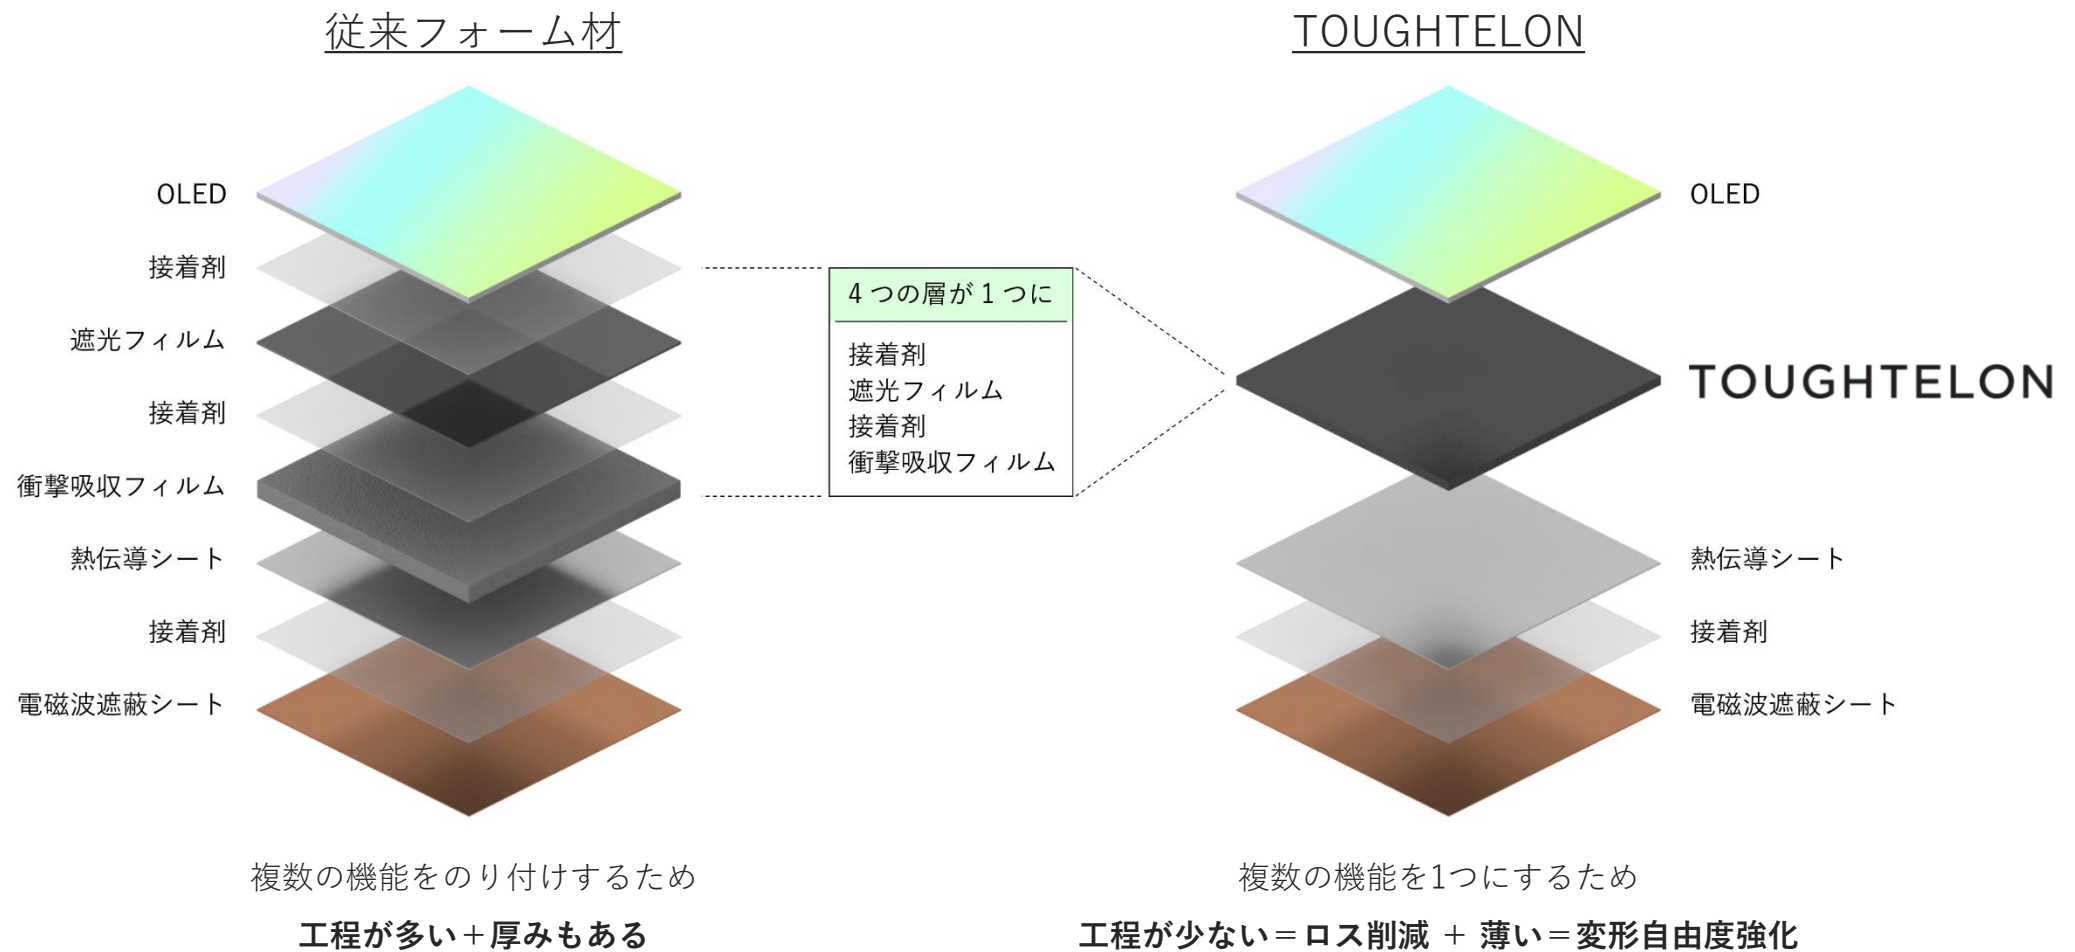 従来フォーム材
OLED
接着剤
遮光フィルム
接着剤
衝撃吸収フィルム
熱伝導シート
接着剤
電磁波遮蔽シート
複数の機能をのり付けするため
工程が多い＋厚みもある
4つの層が1つに
接着剤
遮光フィルム
接着剤
衝撃吸収フィルム
TOUGHTELON
OLED
TOUGHTELON
熱伝導シート
接着剤
電磁波遮蔽シート
複数の機能を1つにするため
工程が少ない＝ロス削減 ＋ 薄い＝変形自由度強化